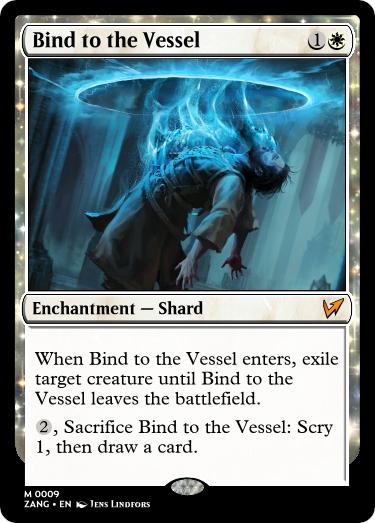 Bind to the Vessel 1
Enchantment — Shard
When Bind to the Vessel enters, exile
target creature until Bind to the
Vessel leaves the battlefield.
2, Sacrifice Bind to the Vessel: Scry
1, then draw a card.
M 0009
ZANG • EN Jens Lindfors